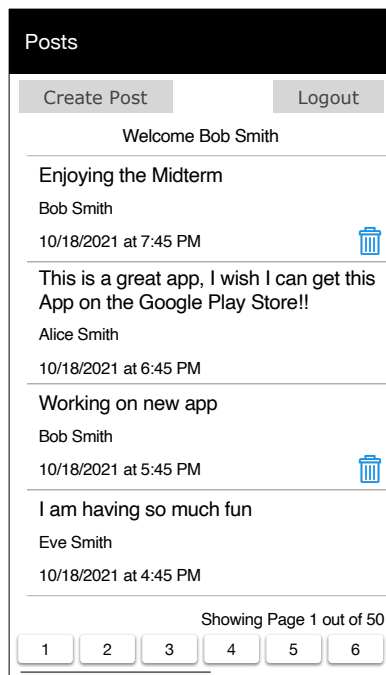 Posts
Create Post
Logout
Welcome Bob Smith
Enjoying the Midterm
Bob Smith
10/18/2021 at 7:45 PM
This is a great app, I wish I can get this
App on the Google Play Store!!
Alice Smith
10/18/2021 at 6:45 PM
Working on new app
Bob Smith
10/18/2021 at 5:45 PM
I am having so much fun
Eve Smith
10/18/2021 at 4:45 PM
Showing Page 1 out of 50
1 2 3 4 5 6